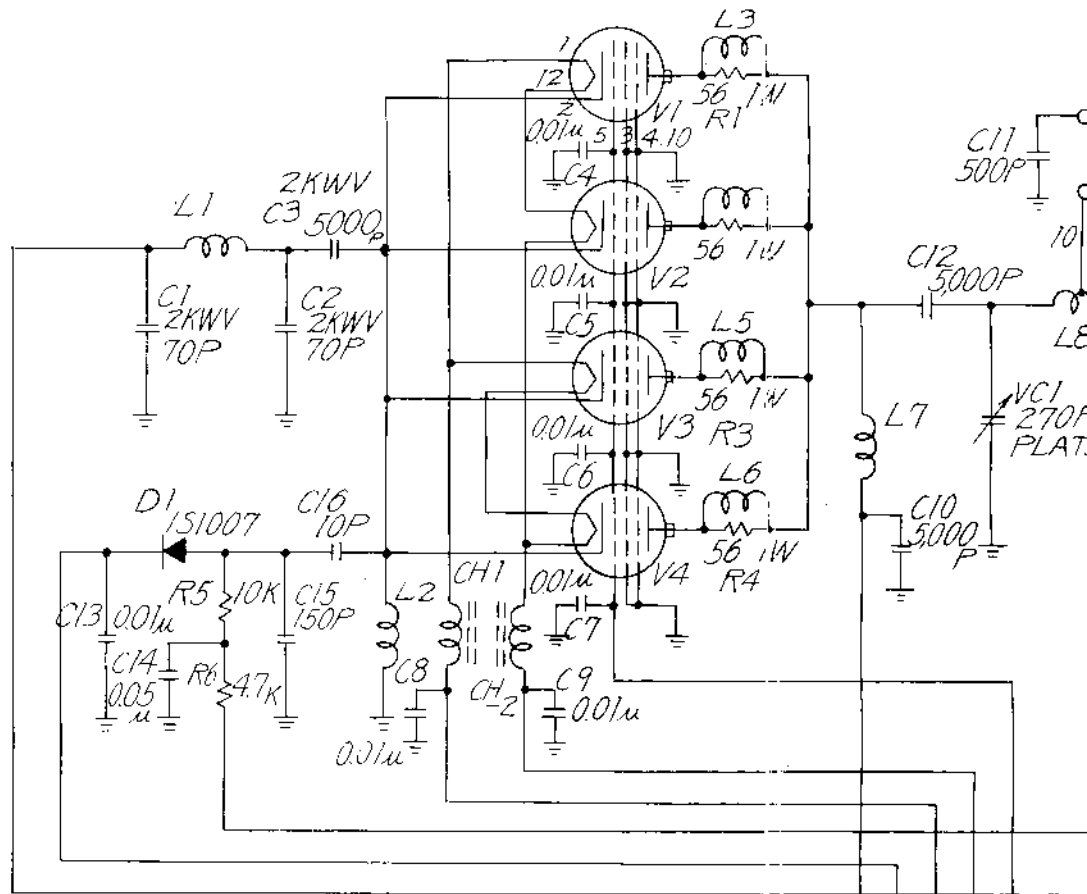 L3
1
12
2
V1
56
1W
R1
0.01μ
5
3
4.10
C4
C11
500P
2KWV
C3
5000P
L1
C1
2KWV
70P
C2
2KWV
70P
V2
56
1W
0.01μ
C5
C12
5,000P
10
L8
L5
V3
56
1W
R3
0.01μ
C6
L7
VC1
L6
V4
56
1W
R4
0.01μ
C7
C10
5,000P
D1
1S1007
C16
10P
C13
0.01μ
R5
10K
C15
150P
L2
CH1
C14
0.05μ
R6
4.7K
C8
0.01μ
CH2
C9
0.01μ